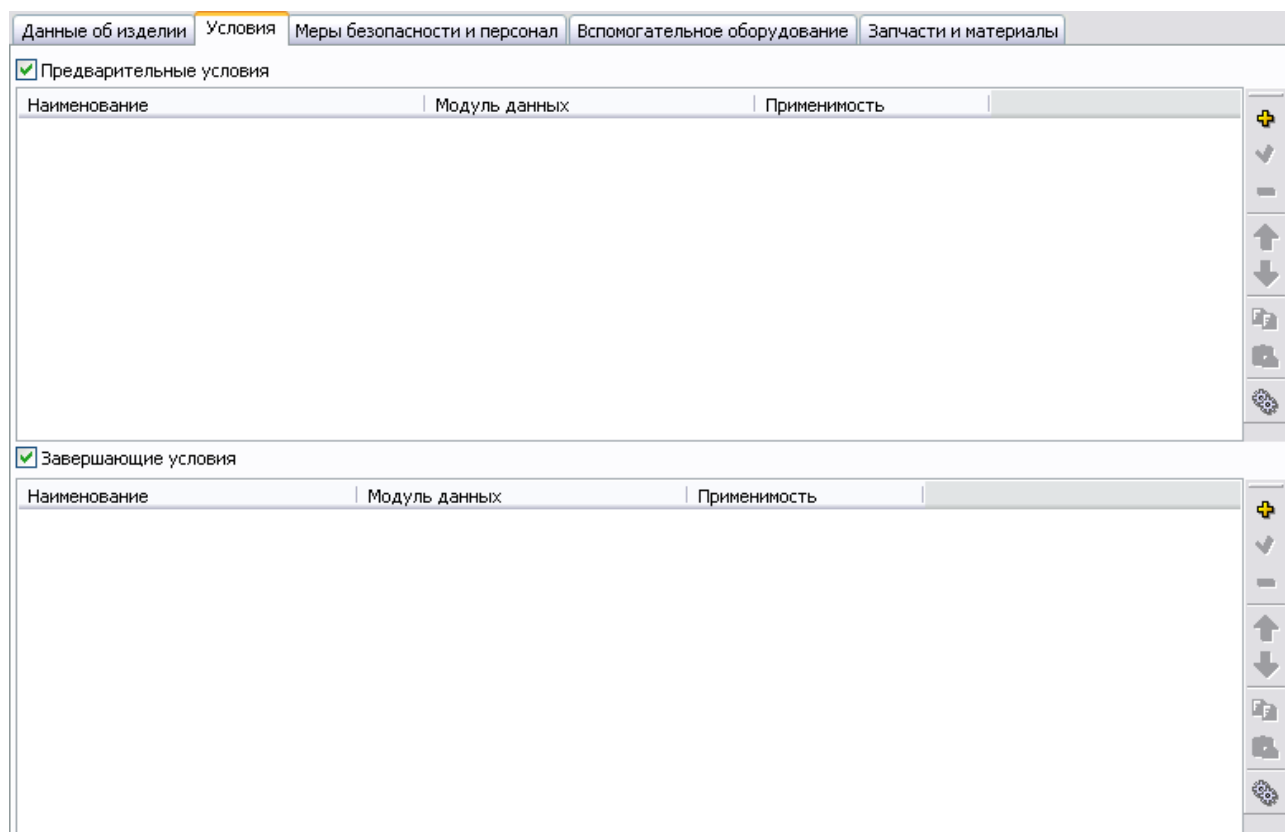 Данные об изделии Условия Меры безопасности и персонал Вспомогательное оборудование Запчасти и материалы
Предварительные условия
Наименование Модуль данных Применимость
Завершающие условия
Наименование Модуль данных Применимость